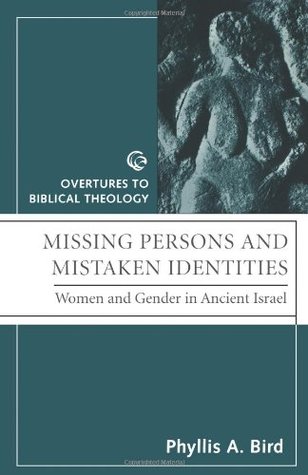 OVERTURES TO
BIBLICAL THEOLOGY
MISSING PERSONS AND
MISTAKEN IDENTITIES
Women and Gender in Ancient Israel
Phyllis A. Bird